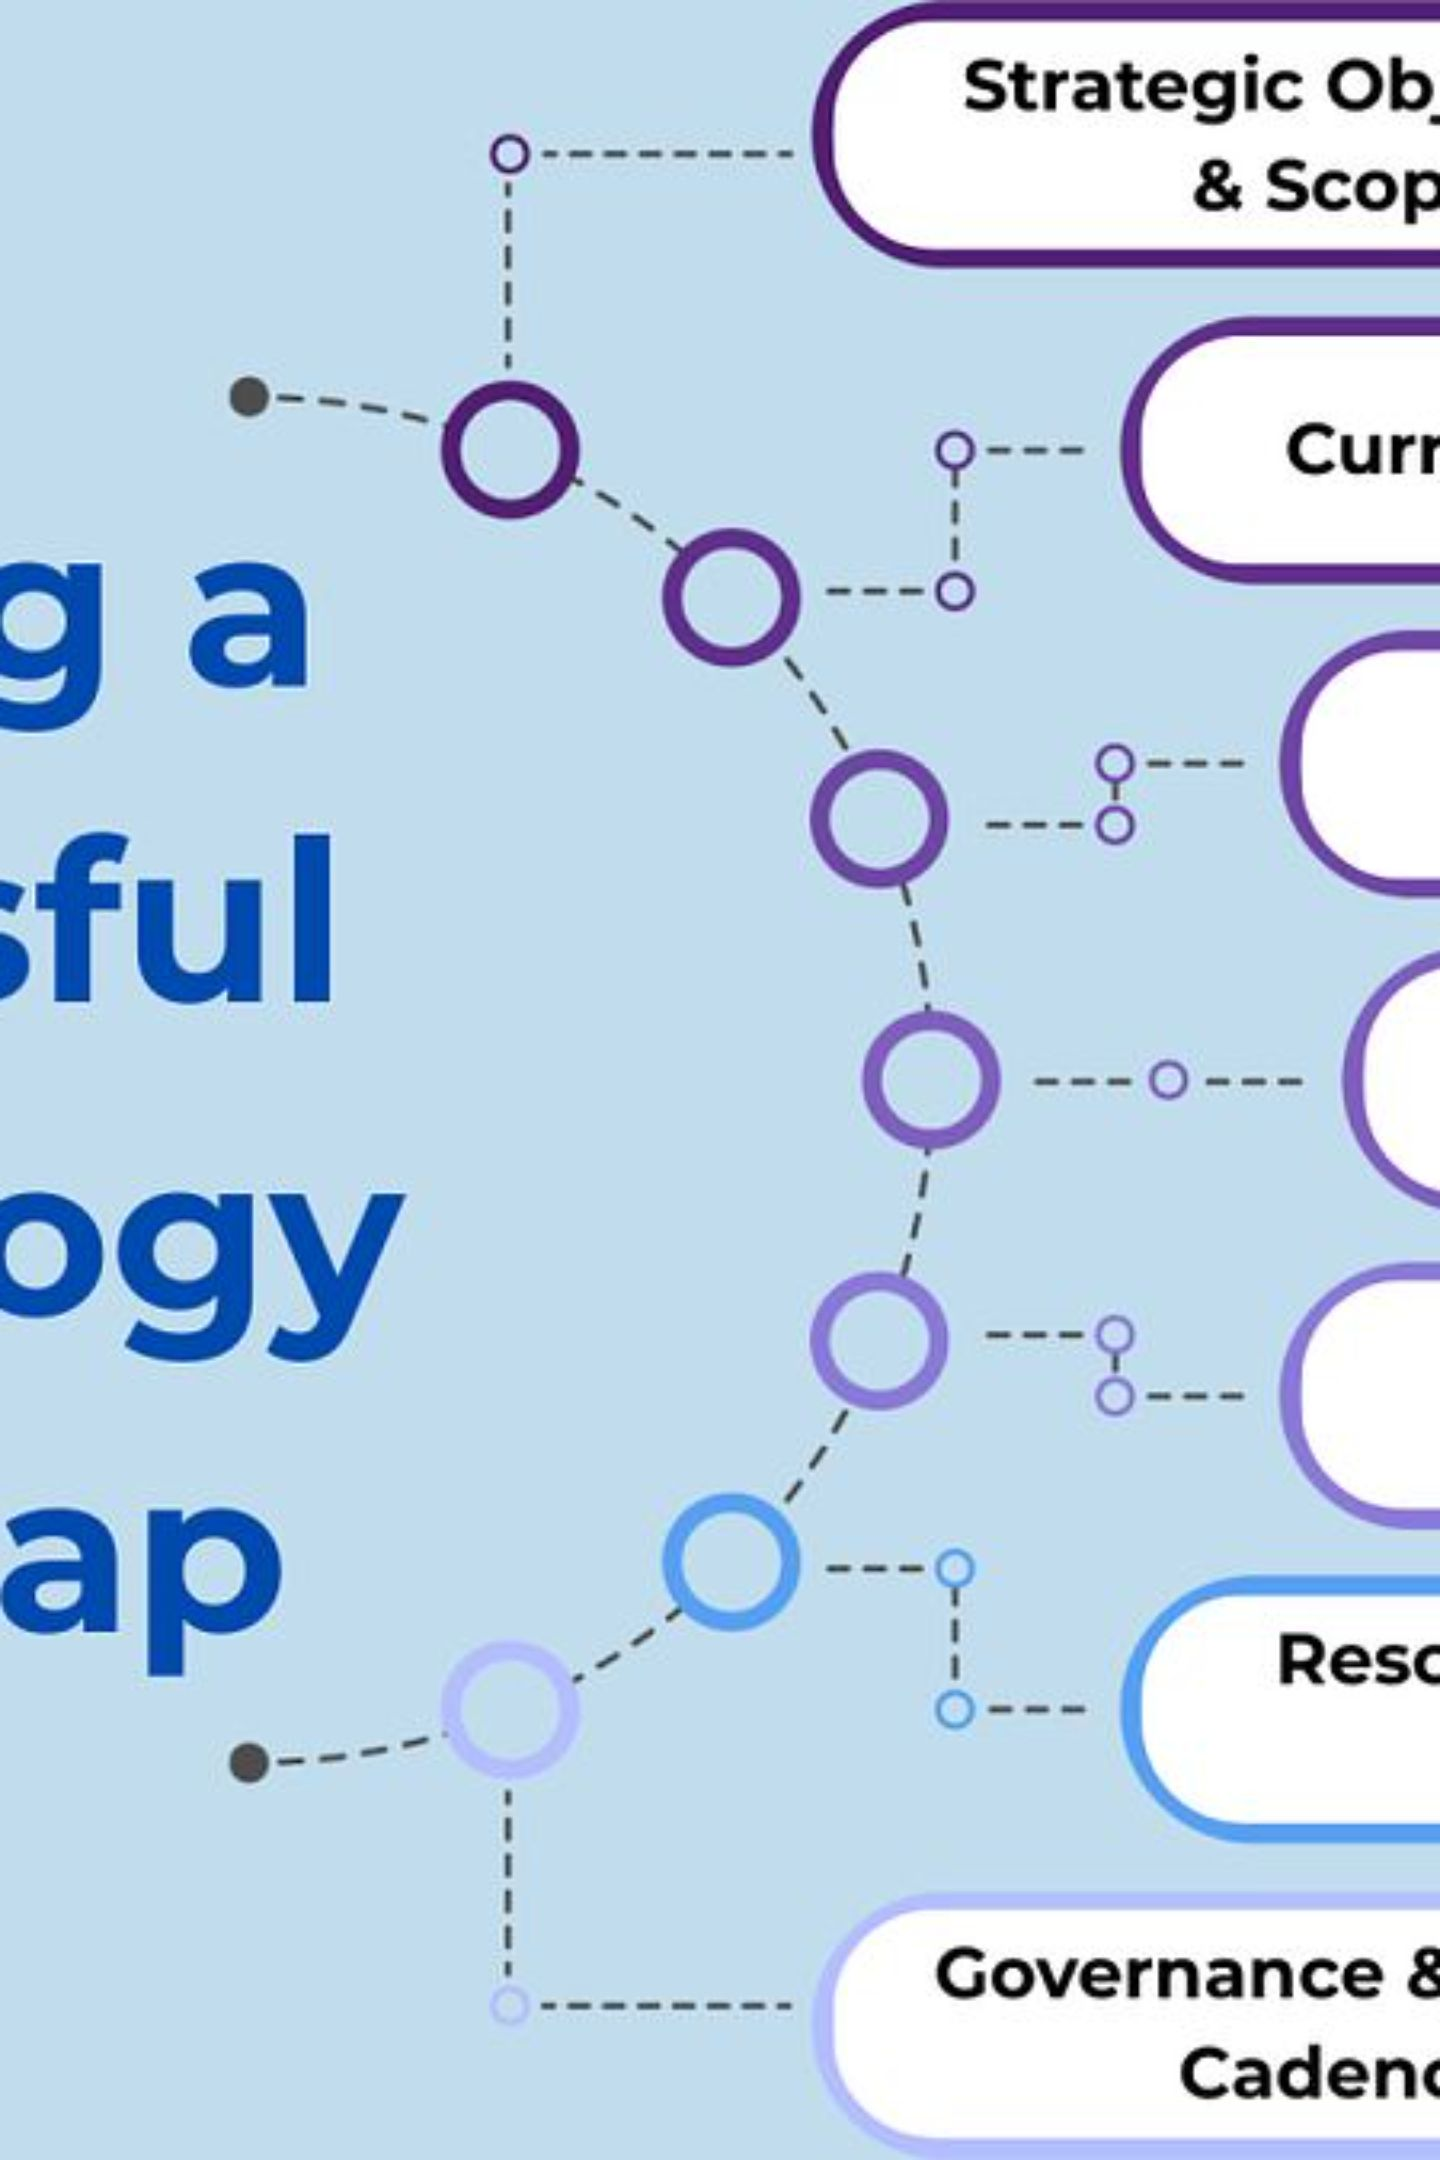 g a
sful
ogy
ap
Strategic Ob
& Scop
Curr
Reso
Governance &
Cadenc